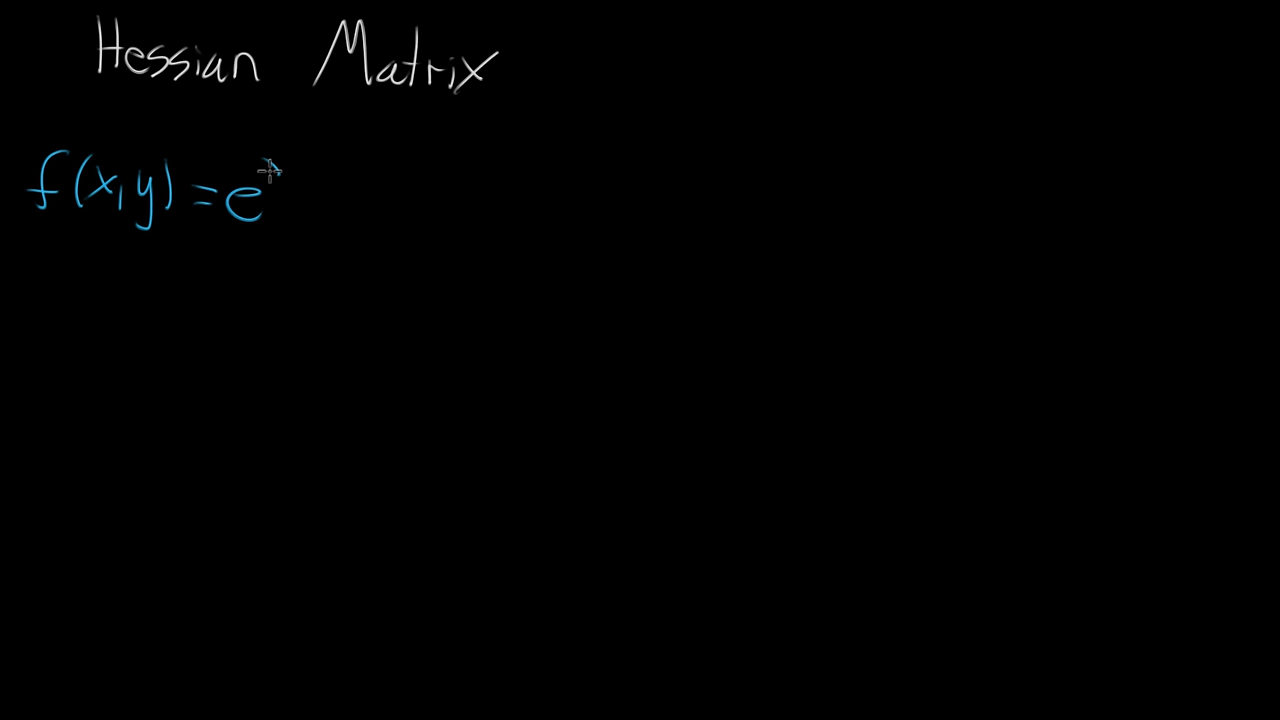 Hessian Matrix
f(x,y) = e